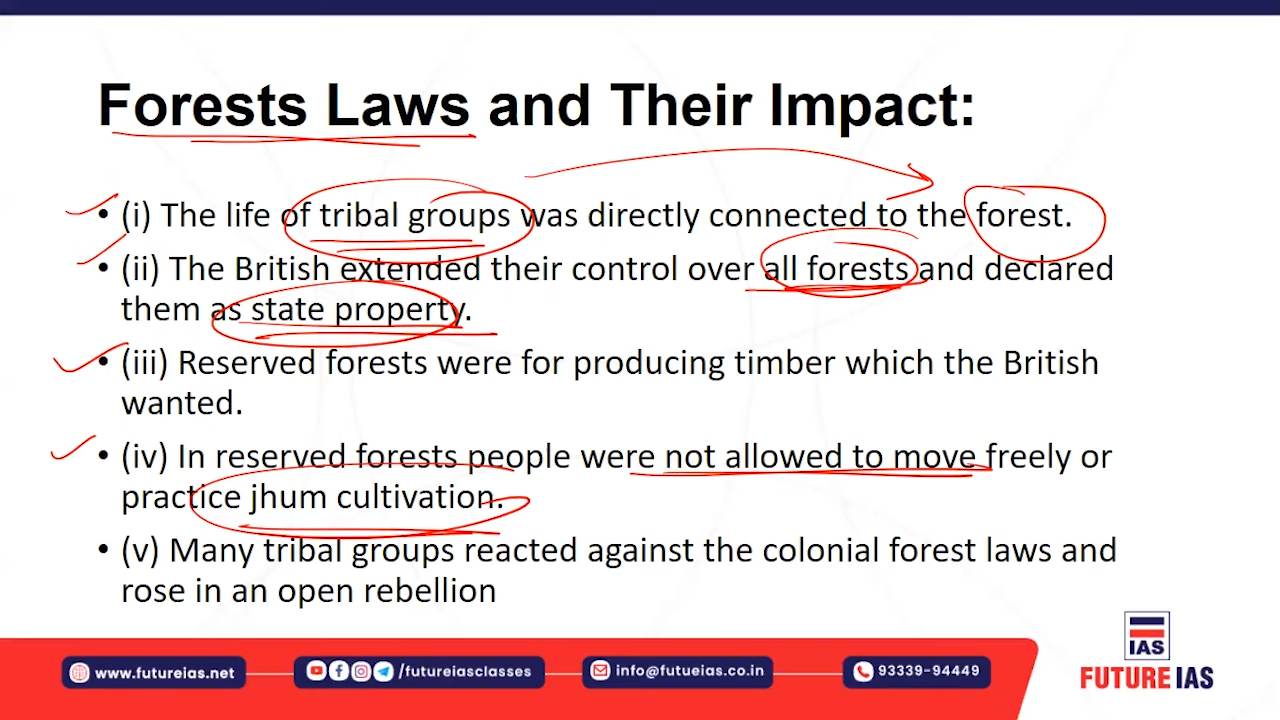 Forests Laws and Their Impact:
• (i) The life of tribal groups was directly connected to the forest.
• (ii) The British extended their control over all forests and declared
them as state property.
• (iii) Reserved forests were for producing timber which the British
wanted.
• (iv) In reserved forests people were not allowed to move freely or
practice jhum cultivation.
• (v) Many tribal groups reacted against the colonial forest laws and
rose in an open rebellion
www.futureias.net
/futureiasclasses
info@futueias.co.in
93339-94449
IAS
FUTURE IAS